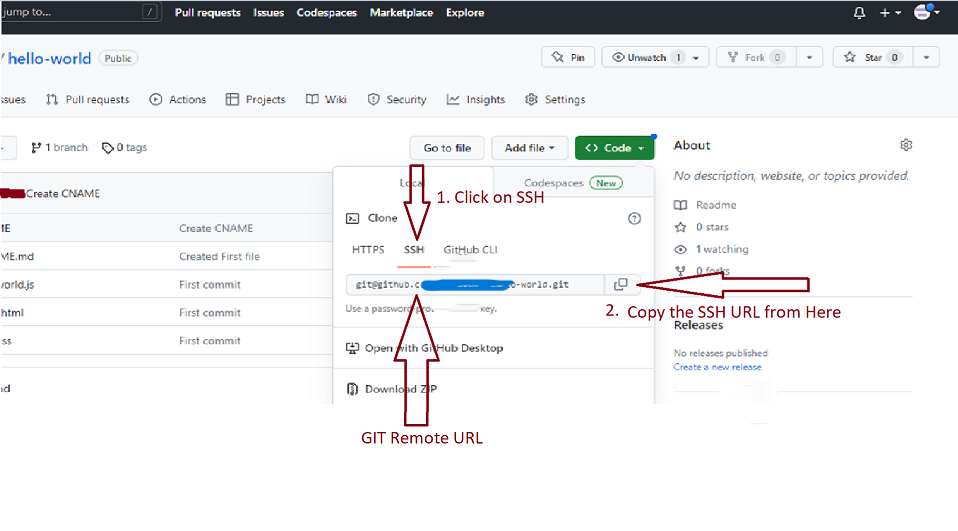 jump to... / Pull requests Issues Codespaces Marketplace Explore
/ hello-world Public Pin Unwatch 1 Fork 0 Star 0
ssues Pull requests Actions Projects Wiki Security Insights Settings
1 branch 0 tags Go to file Add file <> Code About
No description, website, or topics provided.
Local Codespaces New
Create CNAME
1. Click on SSH
Readme
Clone
ME Create CNAME
0 stars
HTTPS SSH GitHub CLI
1 watching
ME.md Created First file
0 forks
world.js First commit
git@github.c o-world.git
html First commit
Use a password key.
2. Copy the SSH URL from Here
Releases
ss First commit
Open with GitHub Desktop
No releases published
Create a new release
nd
Download ZIP
GIT Remote URL